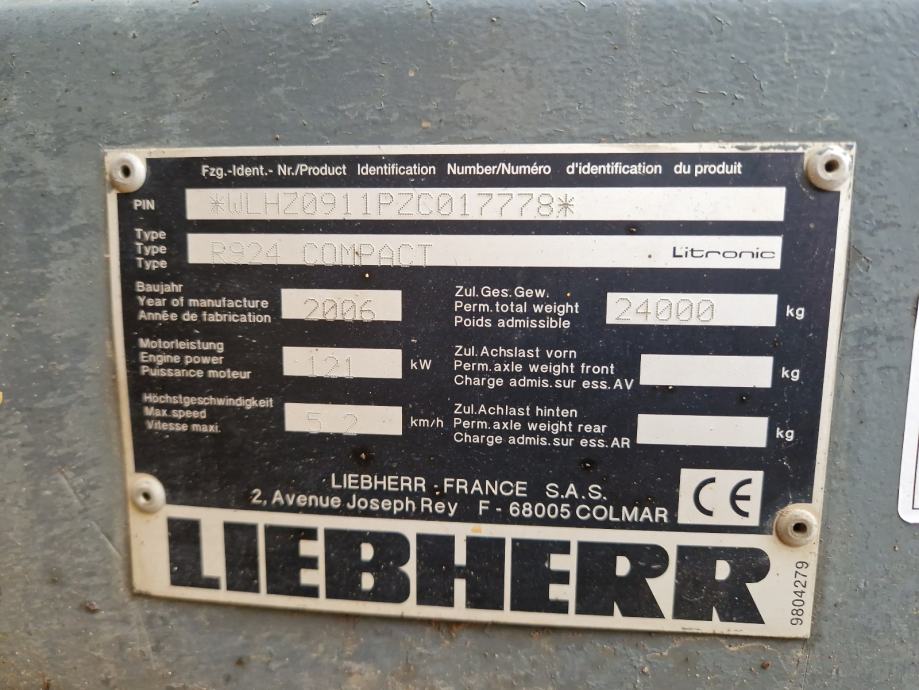 Fzg.-Ident.- Nr./Product Identification Number/Numéro d'identification du produit
PIN *WLHZ0911PZC017778*
Type
Type
Type
R924 COMPACT Litronic
Baujahr
Year of manufacture
Année de fabrication
2006
Zul.Ges.Gew.
Perm.total weight
Poids admissible
24000 kg
Motorleistung
Engine power
Puissance moteur
121 kW
Zul.Achslast vorn
Perm.axle weight front
Charge admis.sur ess.AV
kg
Höchstgeschwindigkeit
Max.speed
Vitesse maxi.
5 2 km/h
Zul.Achlast hinten
Perm.axle weight rear
Charge admis.sur ess.AR
kg
LIEBHERR - FRANCE S.A.S.
2, Avenue Joseph Rey F - 68005 COLMAR
CE
LIEBHERR
9804279